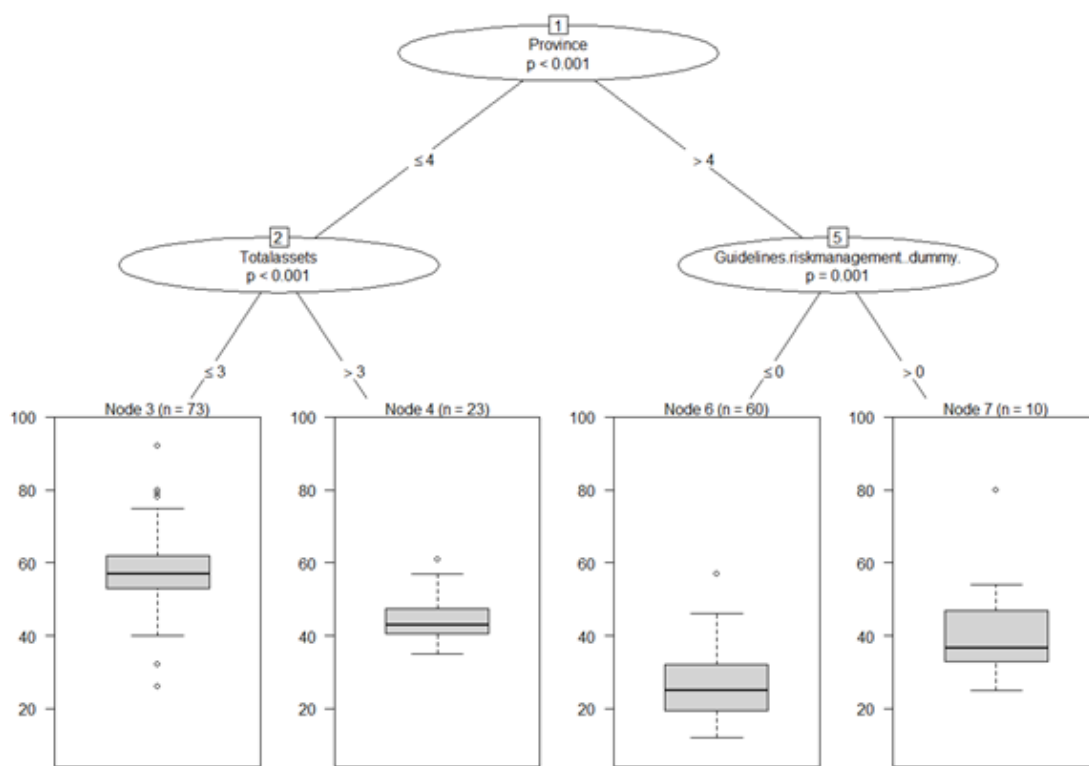 1
Province
p < 0.001
≤ 4
> 4
2
Totalassets
p < 0.001
5
Guidelines.riskmanagement..dummy.
p = 0.001
≤ 3
> 3
≤ 0
> 0
Node 3 (n = 73)
100
80
60
40
20
Node 4 (n = 23)
100
80
60
40
20
Node 6 (n = 60)
100
80
60
40
20
Node 7 (n = 10)
100
80
60
40
20